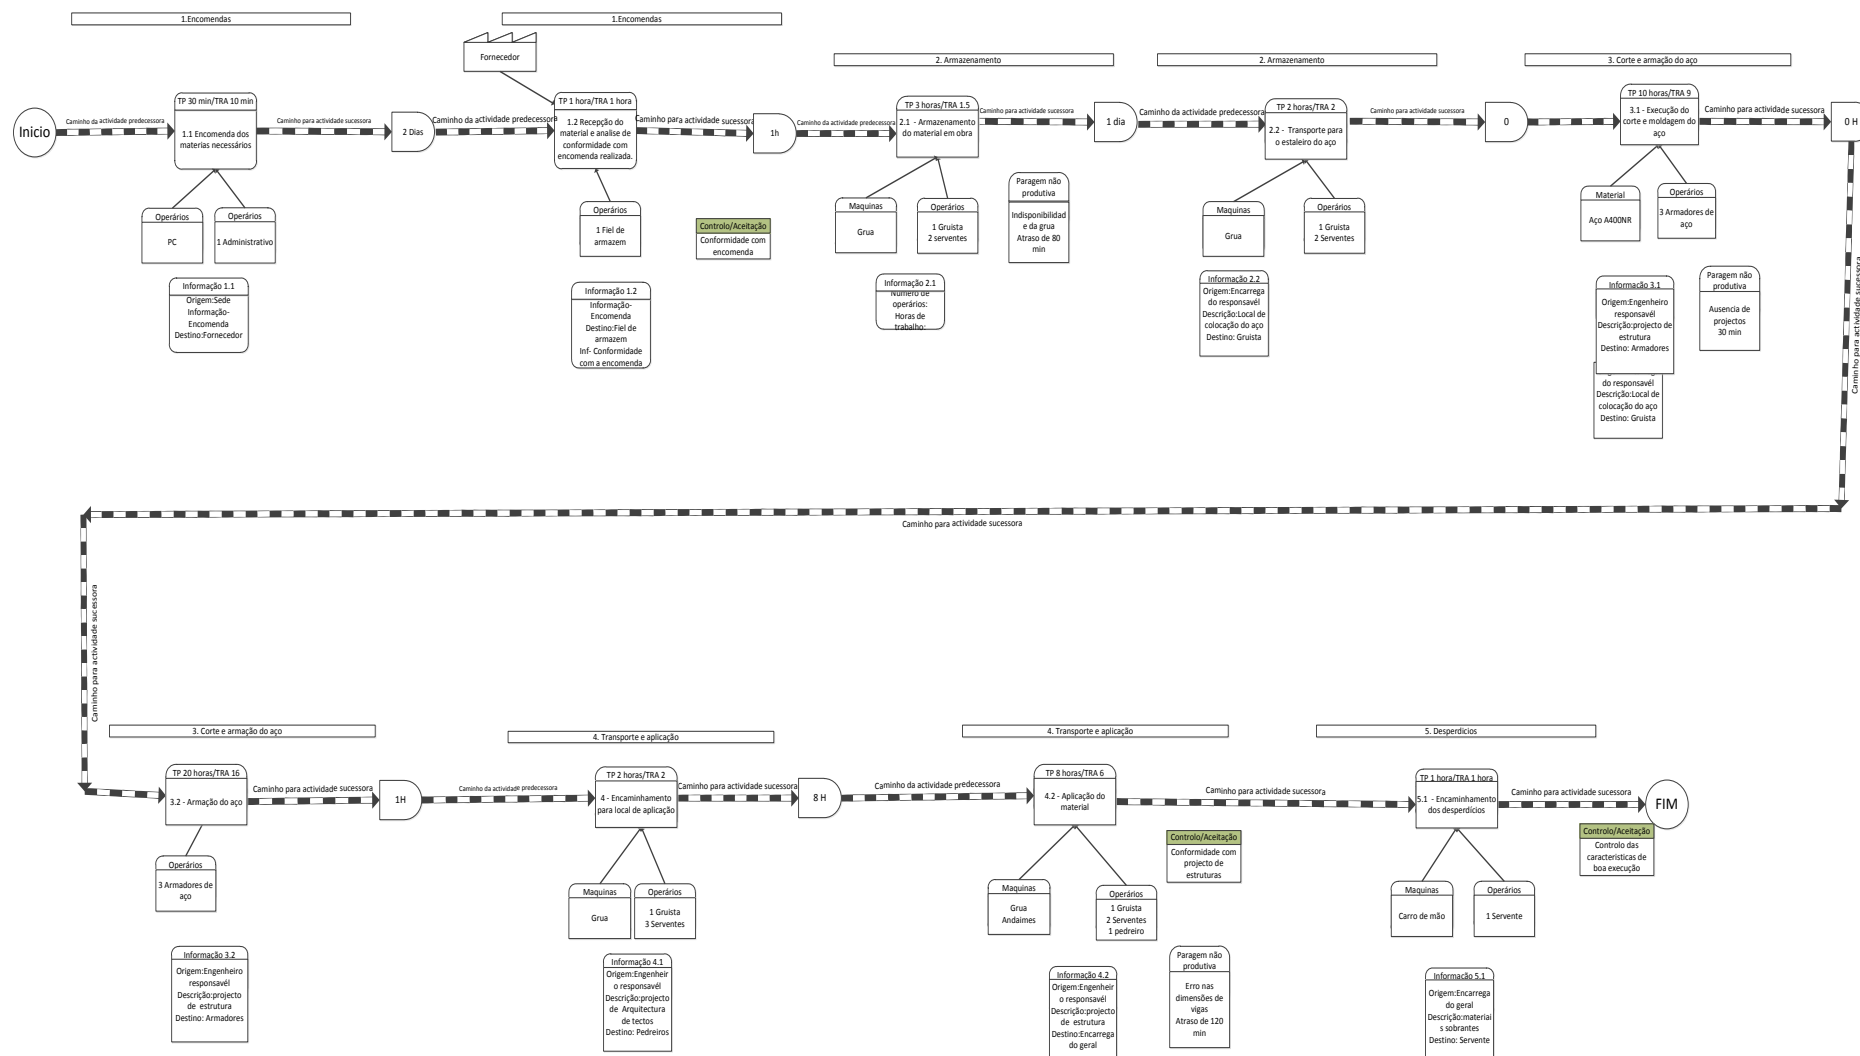 1.Encomendas
1.Encomendas
2. Armazenamento
2. Armazenamento
3. Corte e armação do aço
Inicio
Caminho da actividade predecessora
TP 30 min/TRA 10 min
1.1 Encomenda dos
materias necessários
Caminho para actividade sucessora
2 Dias
Caminho da actividade predecessora
Fornecedor
TP 1 hora/TRA 1 hora
1.2 Recepção do
material e analise de
conformidade com
encomenda realizada.
Caminho para actividade sucessora
1h
Caminho da actividade predecessora
TP 3 horas/TRA 1.5
2.1 - Armazenamento
do material em obra
Caminho para actividade sucessora
1 dia
Caminho da actividade predecessora
TP 2 horas/TRA 2
2.2 - Transporte para
o estaleiro do aço
Caminho para actividade sucessora
0
TP 10 horas/TRA 9
3.1 - Execução do
corte e moldagem do
aço
Caminho para actividade sucessora
0 H
Operários
PC
Operários
1 Administrativo
Informação 1.1
Origem:Sede
Informação-
Encomenda
Destino:Fornecedor
Operários
1 Fiel de
armazem
Informação 1.2
Informação-
Encomenda
Destino:Fiel de
armazem
Inf- Conformidade
com a encomenda
Controlo/Aceitação
Conformidade com
encomenda
Maquinas
Grua
Operários
1 Gruista
2 serventes
Informação 2.1
Número de
operários:
Horas de
trabalho:
Paragem não
produtiva
Indisponibilidad
e da grua
Atraso de 80
min
Maquinas
Grua
Operários
1 Gruista
2 Serventes
Informação 2.2
Origem:Encarrega
do responsavél
Descrição:Local de
colocação do aço
Destino: Gruista
Material
Aço A400NR
Operários
3 Armadores de
aço
Informação 3.1
Origem:Engenheiro
responsavél
Descrição:projecto de
estrutura
Destino: Armadores
do responsavél
Descrição:Local de
colocação do aço
Destino: Gruista
Paragem não
produtiva
Ausencia de
projectos
30 min
Caminho para actividade sucessora
Caminho para actividade sucessora
Caminho para actividade sucessora
3. Corte e armação do aço
4. Transporte e aplicação
4. Transporte e aplicação
5. Desperdicios
TP 20 horas/TRA 16
3.2 - Armação do aço
Caminho para actividade sucessora
1H
Caminho da actividade predecessora
TP 2 horas/TRA 2
4 - Encaminhamento
para local de aplicação
Caminho para actividade sucessora
8 H
Caminho da actividade predecessora
TP 8 horas/TRA 6
4.2 - Aplicação do
material
Caminho para actividade sucessora
TP 1 hora/TRA 1 hora
5.1 - Encaminhamento
dos desperdícios
Caminho para actividade sucessora
FIM
Operários
3 Armadores de
aço
Informação 3.2
Origem:Engenheiro
responsavél
Descrição:projecto
de estrutura
Destino: Armadores
Maquinas
Grua
Operários
1 Gruista
3 Serventes
Informação 4.1
Origem:Engenheir
o responsavél
Descrição:projecto
de Arquitectura
de tectos
Destino: Pedreiros
Maquinas
Grua
Andaimes
Operários
1 Gruista
2 Serventes
1 pedreiro
Informação 4.2
Origem:Engenheir
o responsavél
Descrição:projecto
de estrutura
Destino:Encarrega
do geral
Controlo/Aceitação
Conformidade com
projecto de
estruturas
Paragem não
produtiva
Erro nas
dimensões de
vigas
Atraso de 120
min
Maquinas
Carro de mão
Operários
1 Servente
Informação 5.1
Origem:Encarrega
do geral
Descrição:materiai
s sobrantes
Destino: Servente
Controlo/Aceitação
Controlo das
caracteristicas de
boa execução